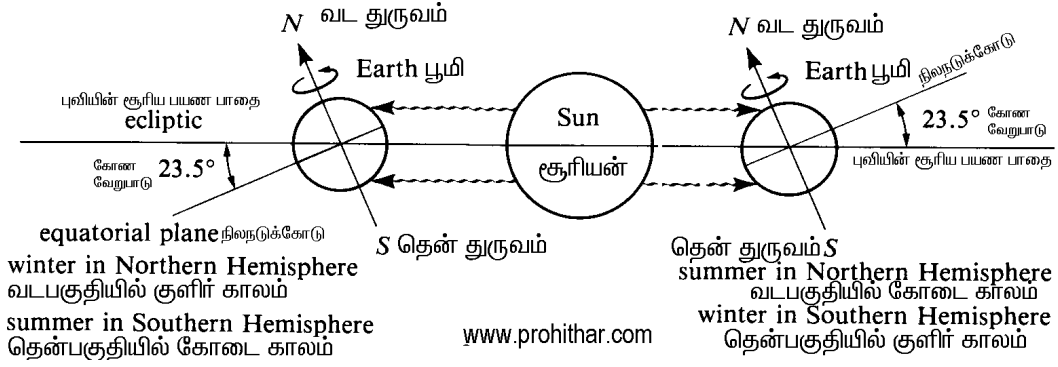 N வட துருவம்
Earth பூமி
புவியின் சூரிய பயண பாதை
ecliptic
கோண
வேறுபாடு 23.5°
equatorial plane நிலநடுக்கோடு
S தென் துருவம்
winter in Northern Hemisphere
வடபகுதியில் குளிர் காலம்
summer in Southern Hemisphere
தென்பகுதியில் கோடை காலம்
Sun
சூரியன்
www.prohithar.com
N வட துருவம்
Earth பூமி
நிலநடுக்கோடு
23.5° கோண
வேறுபாடு
புவியின் சூரிய பயண பாதை
தென் துருவம் S
summer in Northern Hemisphere
வடபகுதியில் கோடை காலம்
winter in Southern Hemisphere
தென்பகுதியில் குளிர் காலம்